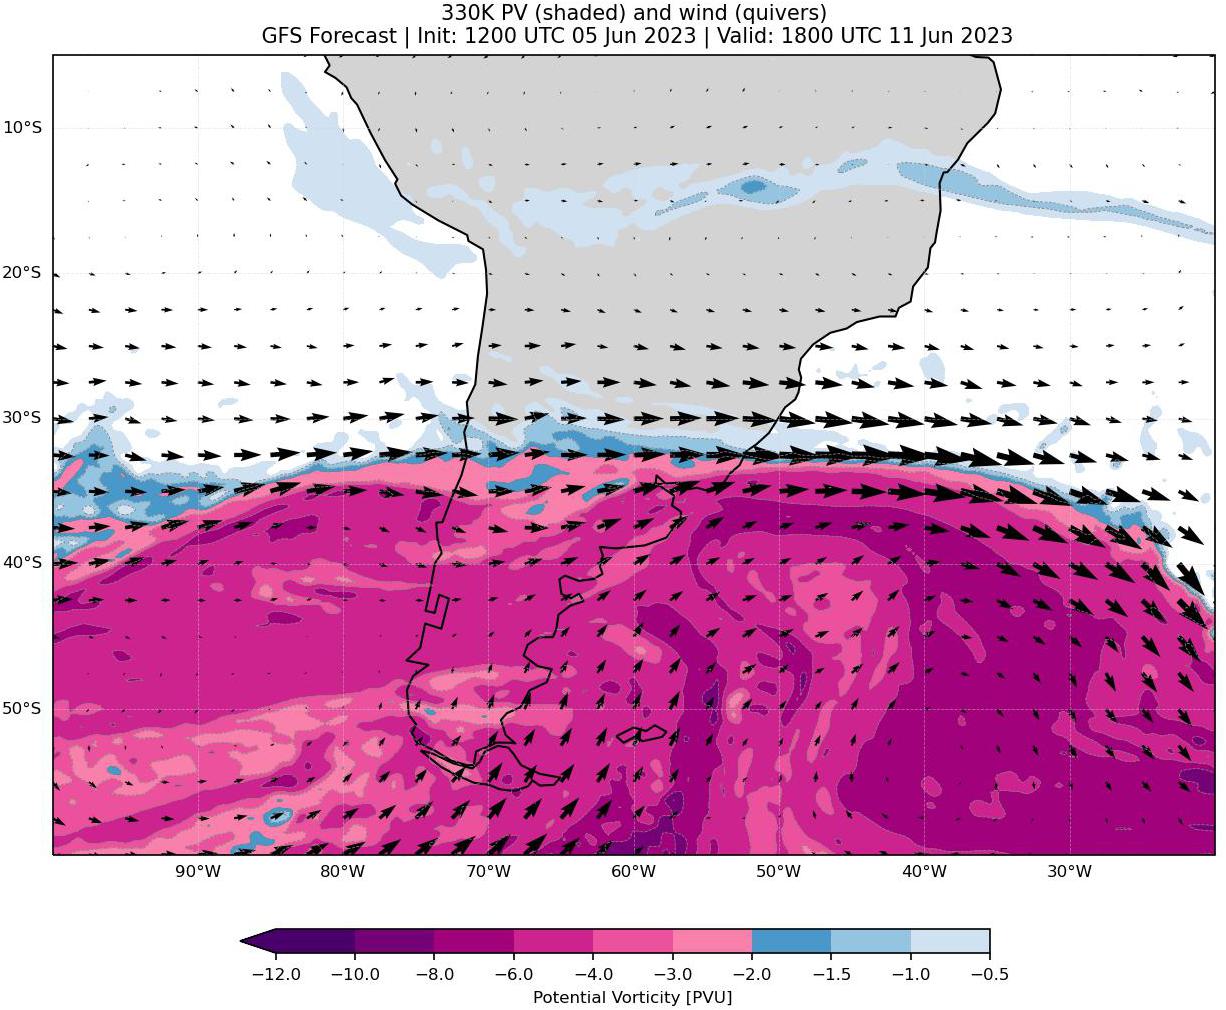 330K PV (shaded) and wind (quivers)
GFS Forecast | Init: 1200 UTC 05 Jun 2023 | Valid: 1800 UTC 11 Jun 2023
10°S
20°S
30°S
40°S
50°S
90°W 80°W 70°W 60°W 50°W 40°W 30°W
−12.0 −10.0 −8.0 −6.0 −4.0 −3.0 −2.0 −1.5 −1.0 −0.5
Potential Vorticity [PVU]